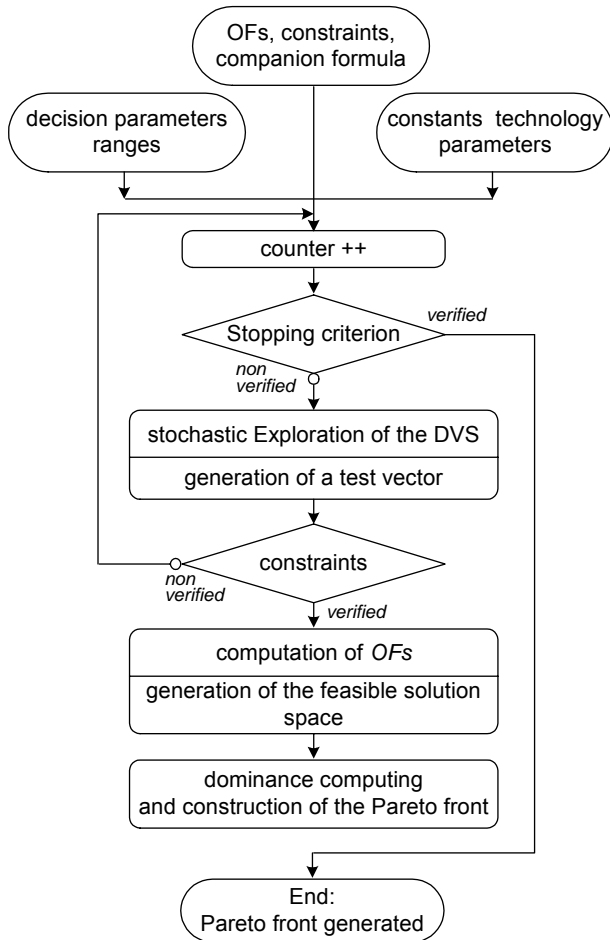 OFs, constraints,
companion formula
decision parameters
ranges
constants technology
parameters
counter ++
Stopping criterion
verified
non
verified
stochastic Exploration of the DVS
generation of a test vector
constraints
non
verified
verified
computation of OFs
generation of the feasible solution
space
dominance computing
and construction of the Pareto front
End:
Pareto front generated